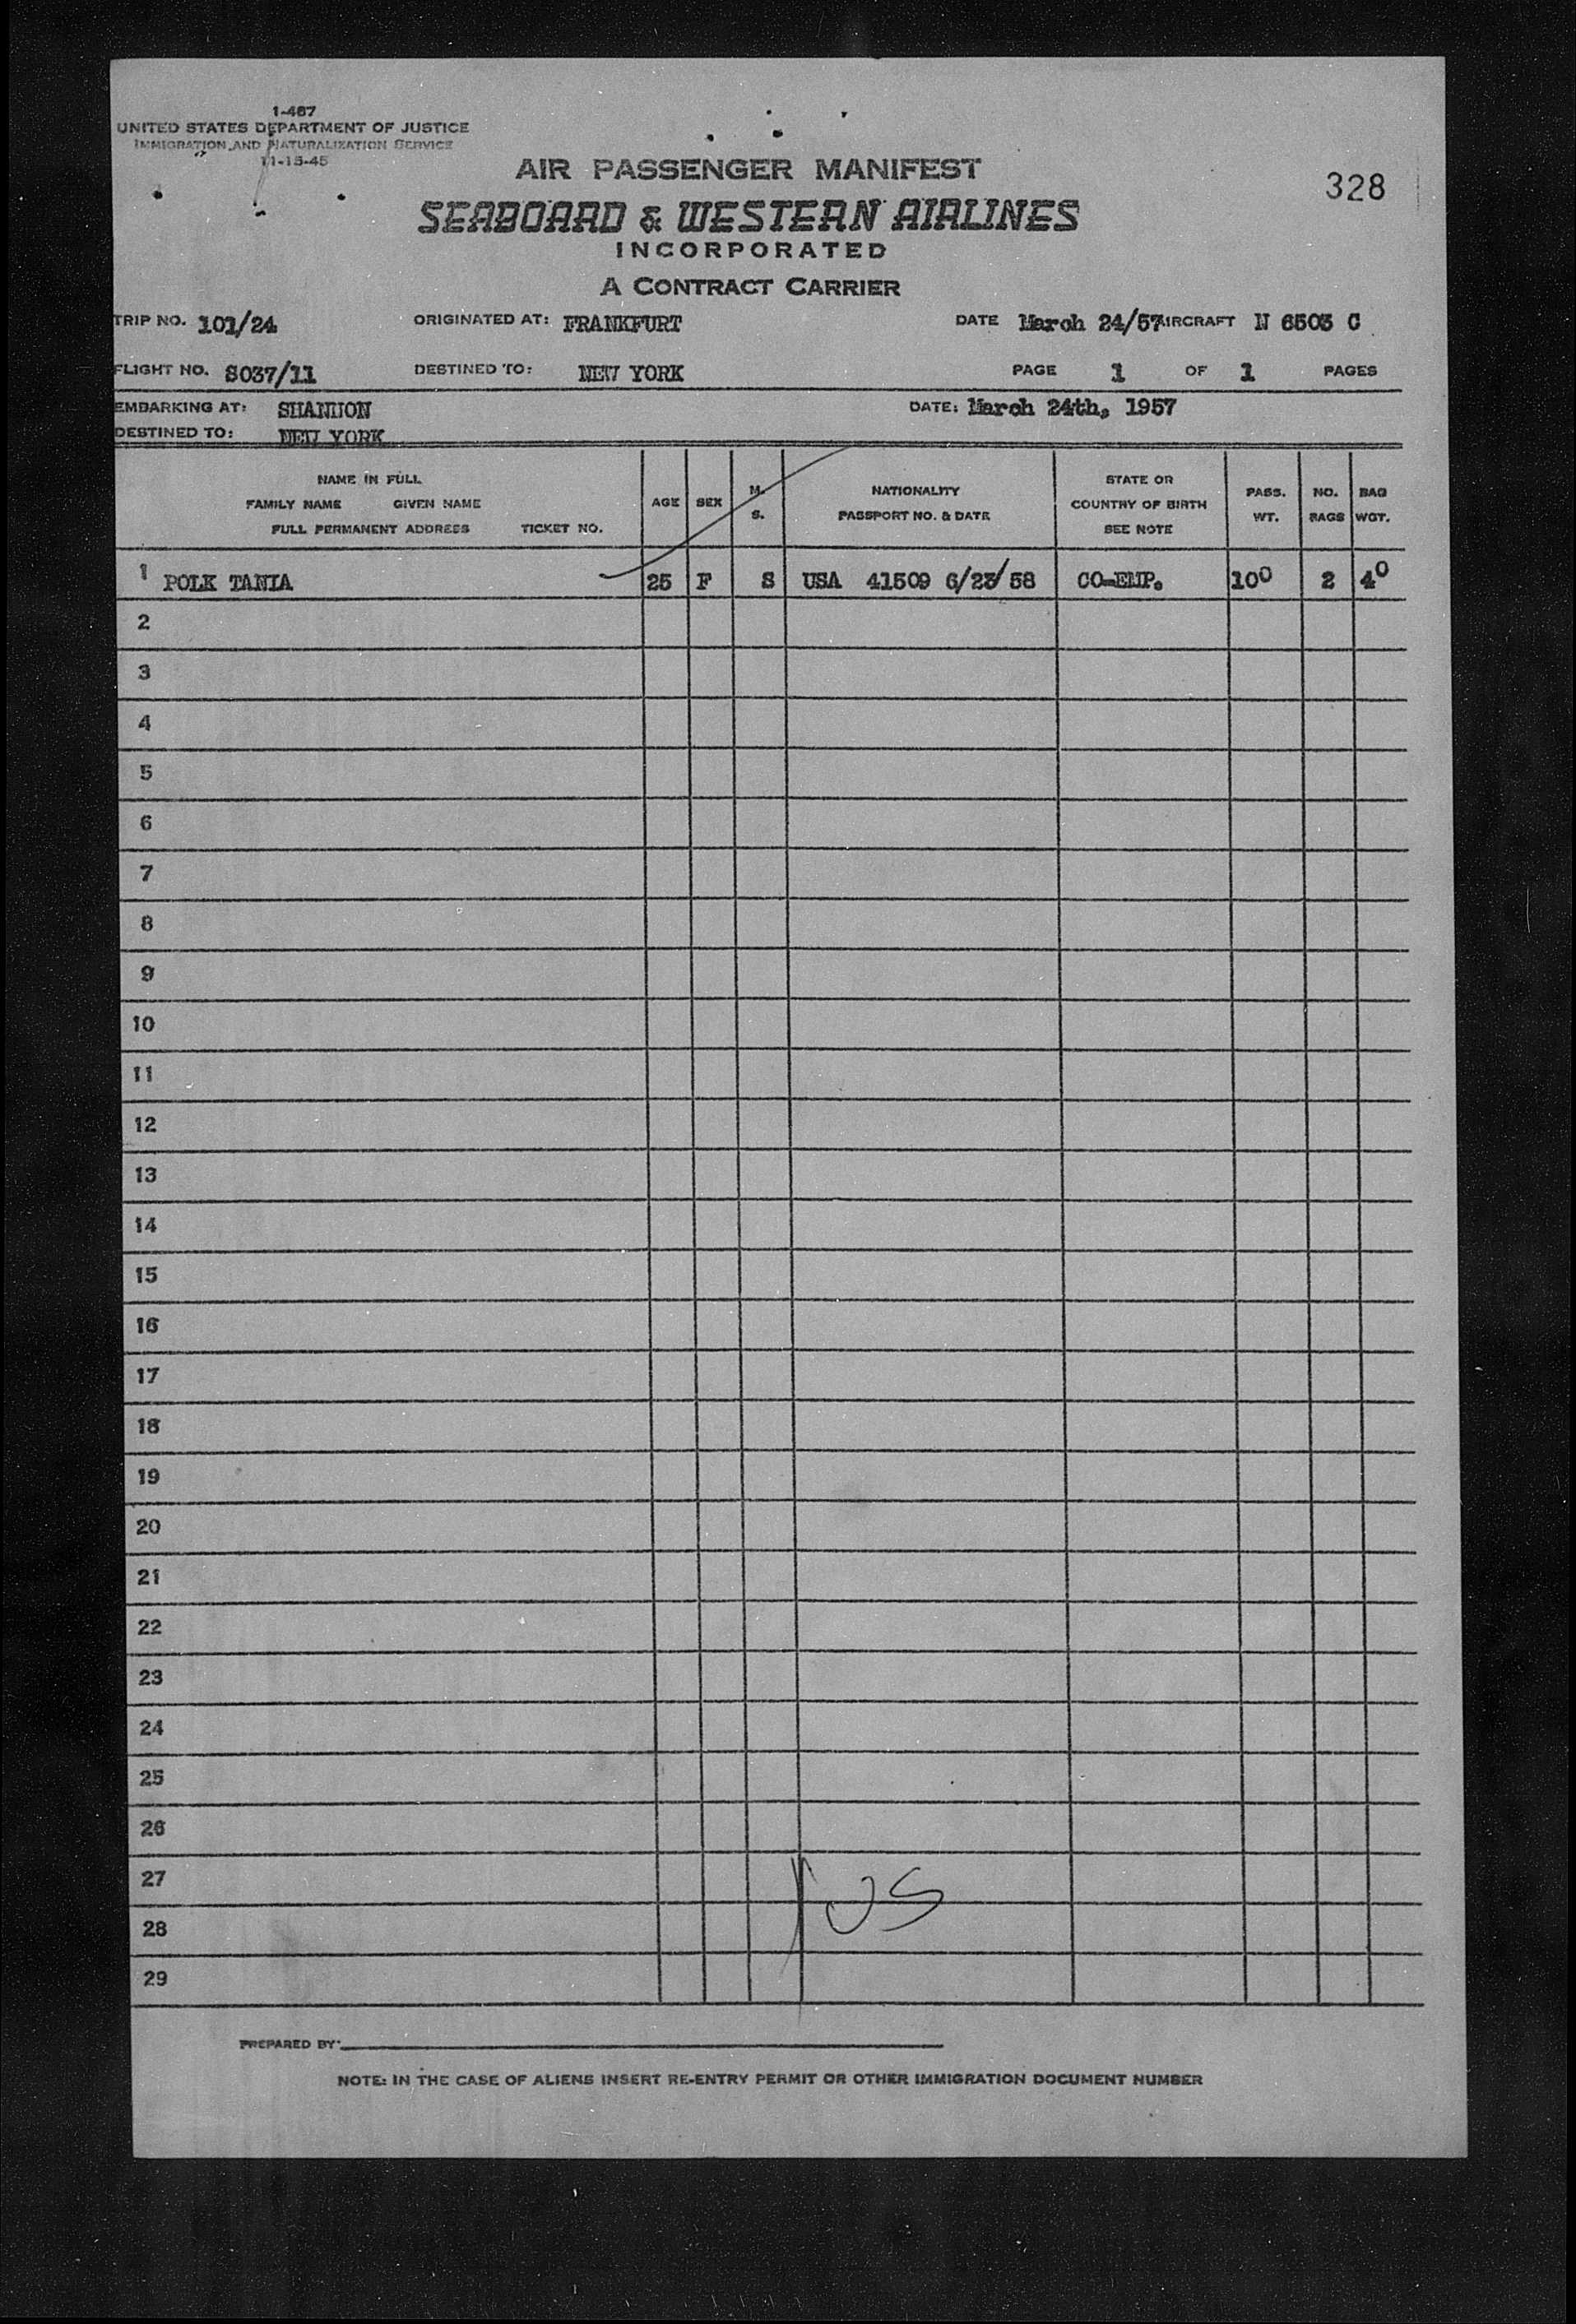 1-467
UNITED STATES DEPARTMENT OF JUSTICE
IMMIGRATION AND NATURALIZATION SERVICE
11-15-45
328
AIR PASSENGER MANIFEST
SEABOARD & WESTERN AIRLINES
INCORPORATED
A CONTRACT CARRIER
TRIP NO. 101/24 ORIGINATED AT: FRANKFURT DATE March 24/57 AIRCRAFT N 6503 C
FLIGHT NO. S037/11 DESTINED TO: NEW YORK PAGE 1 OF 1 PAGES
EMBARKING AT: SHANNON DATE: March 24th, 1957
DESTINED TO: NEW YORK
NAME IN FULL
FAMILY NAME GIVEN NAME
FULL PERMANENT ADDRESS TICKET NO.
AGE SEX M. S.
NATIONALITY
PASSPORT NO. & DATE
STATE OR
COUNTRY OF BIRTH
SEE NOTE
PASS. WT.
NO. BAGS
BAG WGT.
1 POLK TANIA 25 F S USA 41509 6/23/58 CO-EMP. 100 2 40
2
3
4
5
6
7
8
9
10
11
12
13
14
15
16
17
18
19
20
21
22
23
24
25
26
27
28
29
1 US
PREPARED BY:
NOTE: IN THE CASE OF ALIENS INSERT RE-ENTRY PERMIT OR OTHER IMMIGRATION DOCUMENT NUMBER